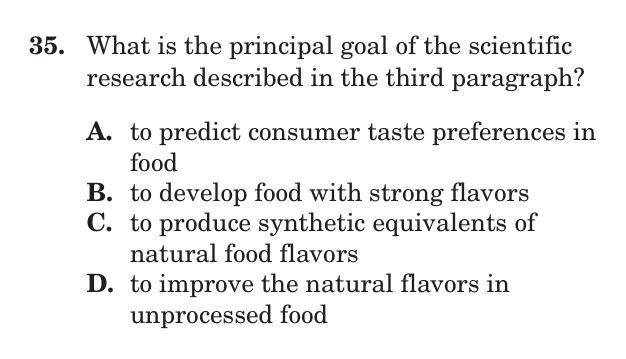 35. What is the principal goal of the scientific
research described in the third paragraph?
A. to predict consumer taste preferences in
food
B. to develop food with strong flavors
C. to produce synthetic equivalents of
natural food flavors
D. to improve the natural flavors in
unprocessed food